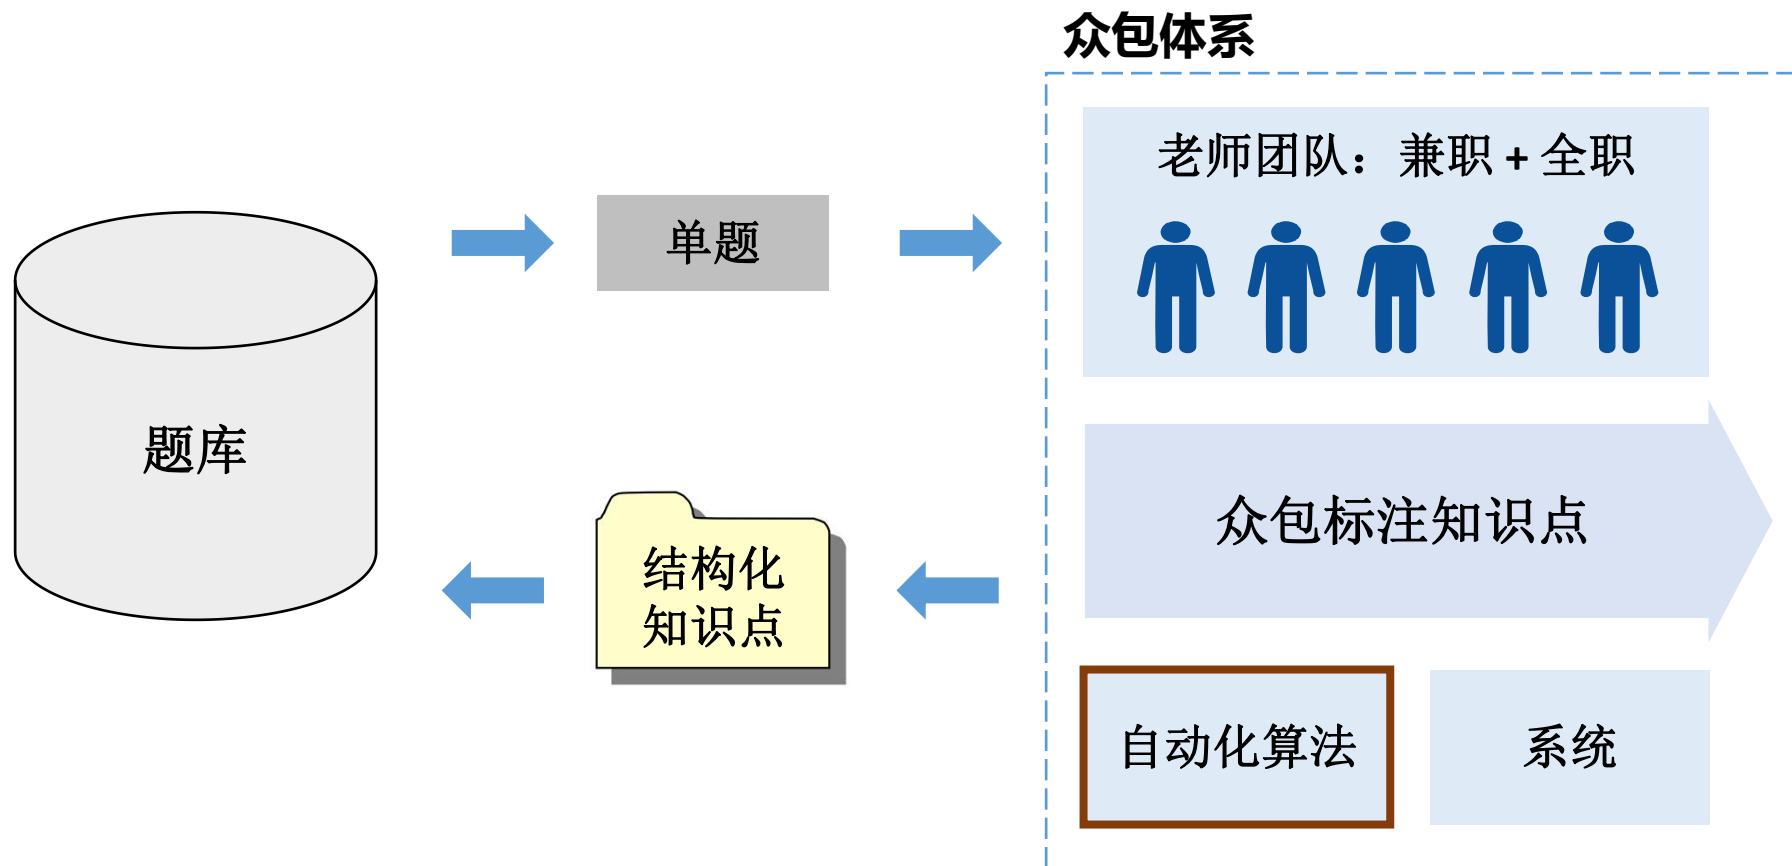 众包体系
老师团队：兼职 + 全职
单题
题库
众包标注知识点
结构化
知识点
自动化算法
系统